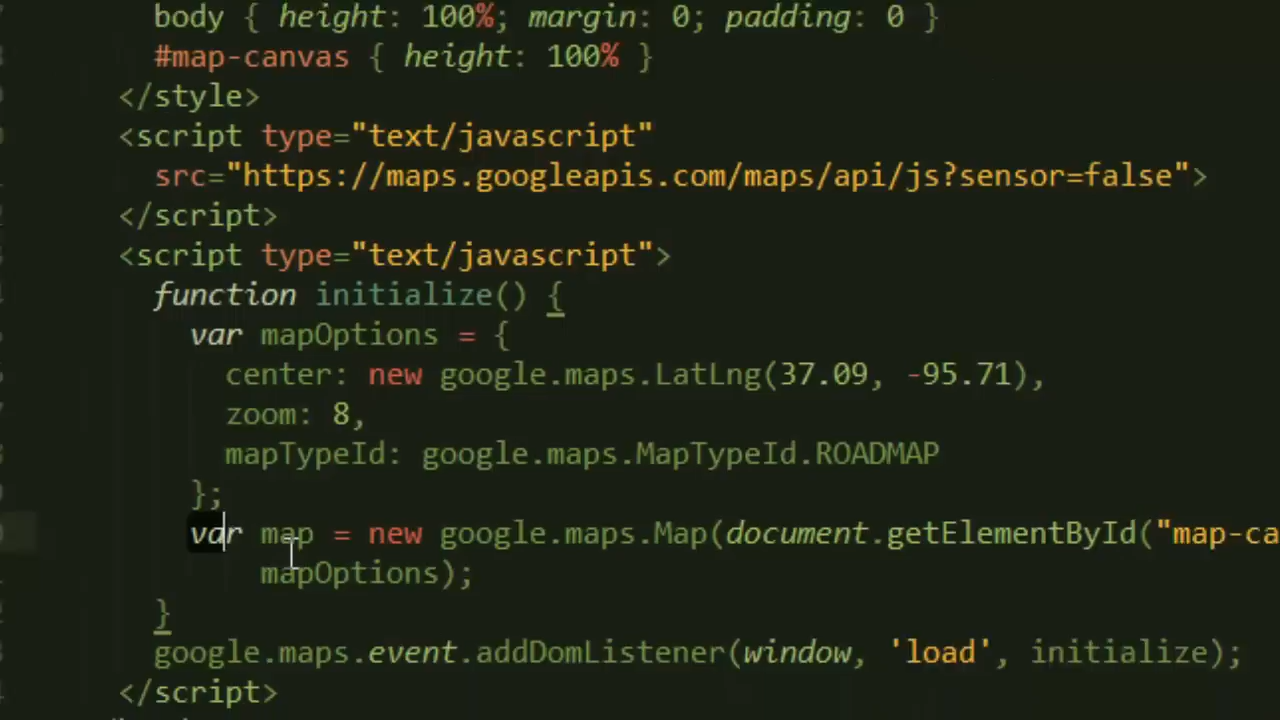 body { height: 100%; margin: 0; padding: 0 }
#map-canvas { height: 100% }
</style>
<script type="text/javascript"
src="https://maps.googleapis.com/maps/api/js?sensor=false">
</script>
<script type="text/javascript">
function initialize() {
var mapOptions = {
center: new google.maps.LatLng(37.09, -95.71),
zoom: 8,
mapTypeId: google.maps.MapTypeId.ROADMAP
};
var map = new google.maps.Map(document.getElementById("map-ca
mapOptions);
}
google.maps.event.addDomListener(window, 'load', initialize);
</script>